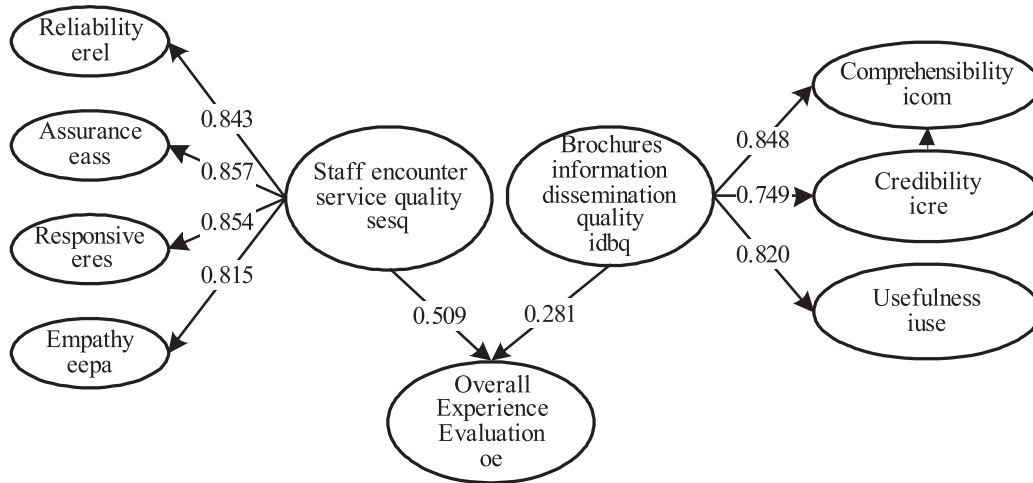 Reliability
erel
Assurance
eass
Responsive
eres
Empathy
eepa
0.843
0.857
0.854
0.815
Staff encounter
service quality
sesq
Brochures
information
dissemination
quality
idbq
0.509
0.281
Overall
Experience
Evaluation
oe
0.848
0.749
0.820
Comprehensibility
icom
Credibility
icre
Usefulness
iuse